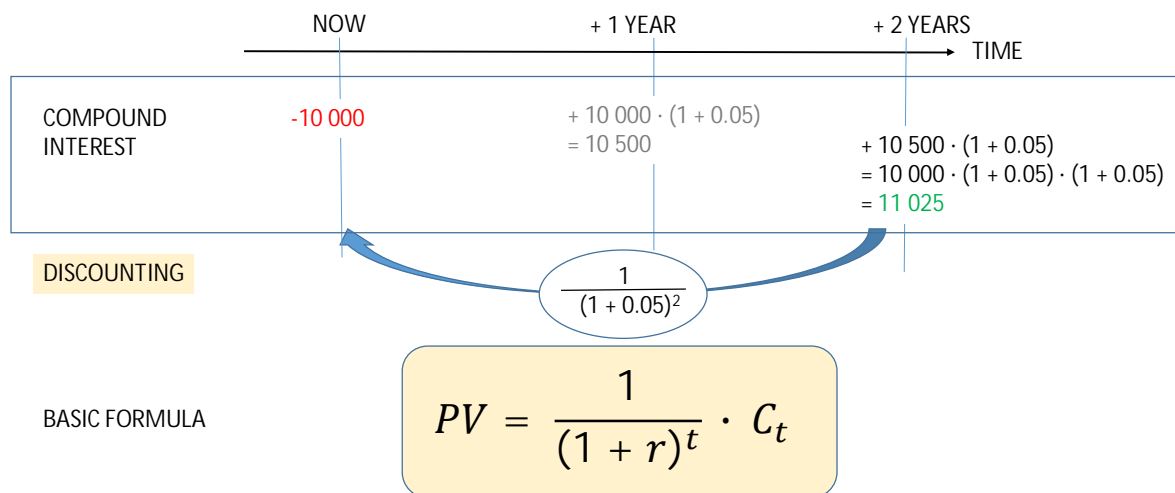 NOW
+ 1 YEAR
+ 2 YEARS
TIME
COMPOUND
INTEREST
-10 000
+ 10 000 · (1 + 0.05)
= 10 500
+ 10 500 · (1 + 0.05)
= 10 000 · (1 + 0.05) · (1 + 0.05)
= 11 025
DISCOUNTING
1
(1 + 0.05)²
BASIC FORMULA
PV = 1 / (1 + r)^t · C_t